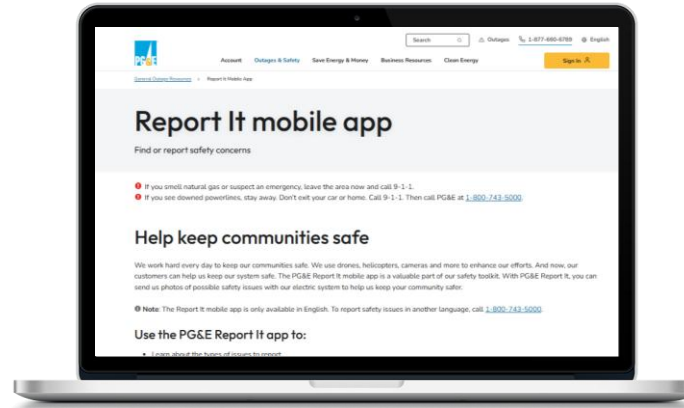 Search
Outages
1-877-660-6789
English
PG&E
Account Outages & Safety Save Energy & Money Business Resources Clean Energy
Sign in
General Outage Resources > Report It Mobile App
Report It mobile app
Find or report safety concerns
If you smell natural gas or suspect an emergency, leave the area now and call 9-1-1.
If you see downed powerlines, stay away. Don't exit your car or home. Call 9-1-1. Then call PG&E at 1-800-743-5000.
Help keep communities safe
We work hard every day to keep our communities safe. We use drones, helicopters, cameras and more to enhance our efforts. And now, our
customers can help us keep our system safe. The PG&E Report It mobile app is a valuable part of our safety toolkit. With PG&E Report It, you can
send us photos of possible safety issues with our electric system to help us keep your community safer.
Note: The Report It mobile app is only available in English. To report safety issues in another language, call 1-800-743-5000.
Use the PG&E Report It app to:
• Learn about the types of issues to report